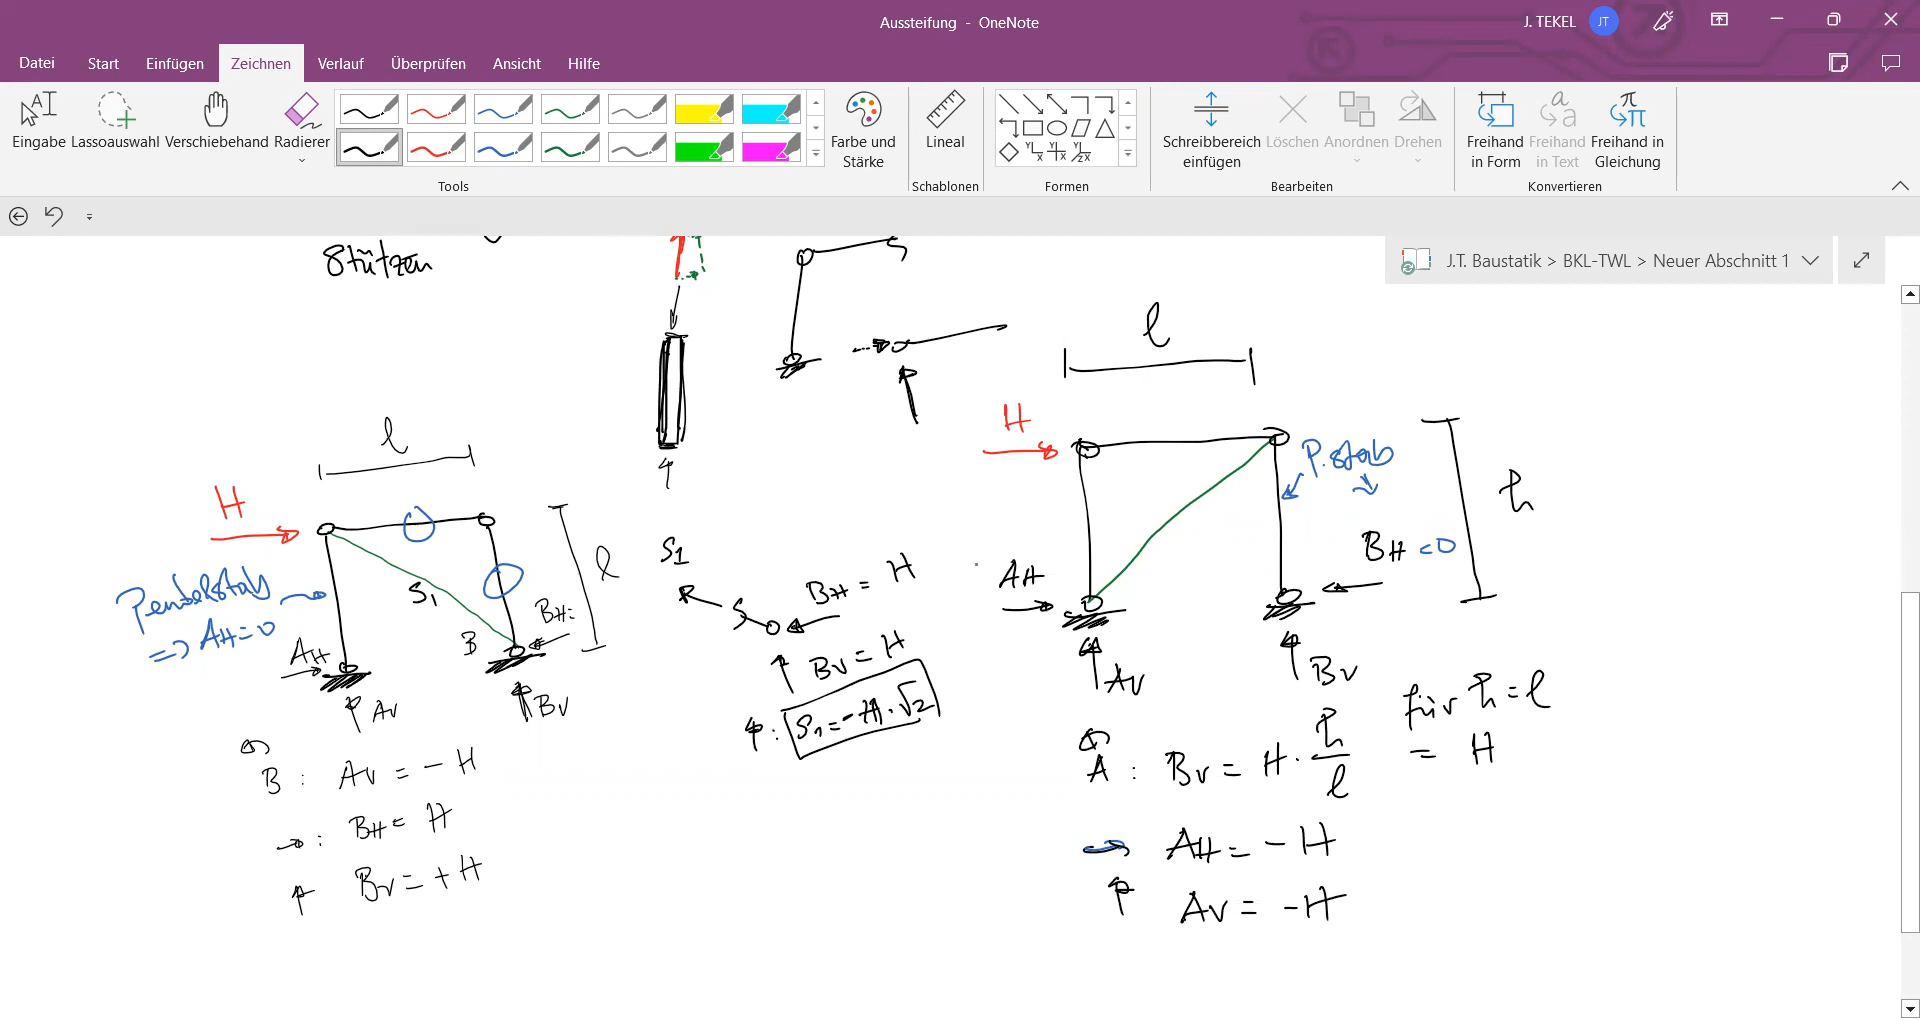 Aussteifung - OneNote
J. TEKEL
JT
Datei
Start
Einfügen
Zeichnen
Verlauf
Überprüfen
Ansicht
Hilfe
Eingabe
Lassoauswahl
Verschiebehand
Radierer
Farbe und
Stärke
Lineal
Schreibbereich
einfügen
Löschen
Anordnen
Drehen
Freihand
in Form
Freihand
in Text
Freihand in
Gleichung
Tools
Schablonen
Formen
Bearbeiten
Konvertieren
J.T. Baustatik > BKL-TWL > Neuer Abschnitt 1
Stützen
l
H
Pendelstab
=> AH=0
S1
l
B
BH=
AH
AV
BV
B : AV = - H
→ : BH = H
↑ BV = + H
S1
BH = H
BV = H
↑ : S1 = - H · √2
l
H
P.stab
h
BH =0
AH
AV
BV
für h = l
A : BV = H · h/l = H
→ AH = - H
↑ AV = - H